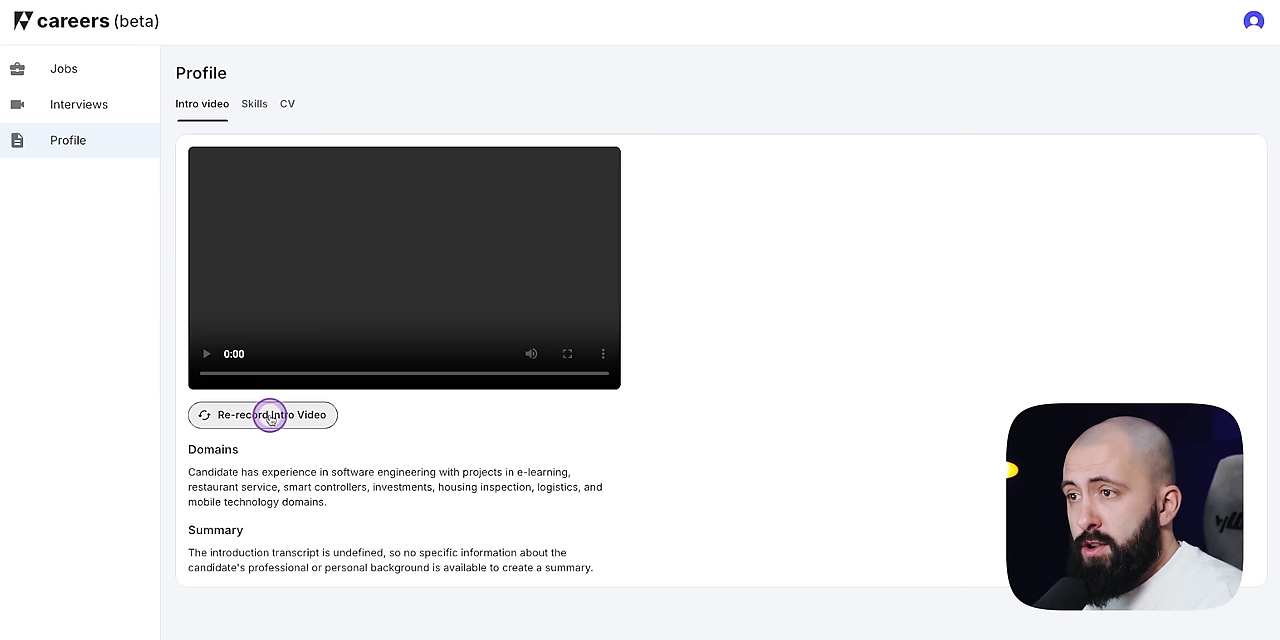 careers (beta)
Jobs
Interviews
Profile
Profile
Intro video Skills CV
0:00
Re-record Intro Video
Domains
Candidate has experience in software engineering with projects in e-learning,
restaurant service, smart controllers, investments, housing inspection, logistics, and
mobile technology domains.
Summary
The introduction transcript is undefined, so no specific information about the
candidate's professional or personal background is available to create a summary.